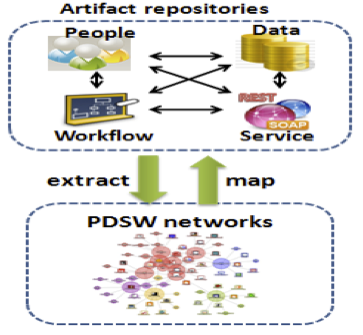 Artifact repositories
People
Data
REST
SOAP
Workflow
Service
extract
map
PDSW networks